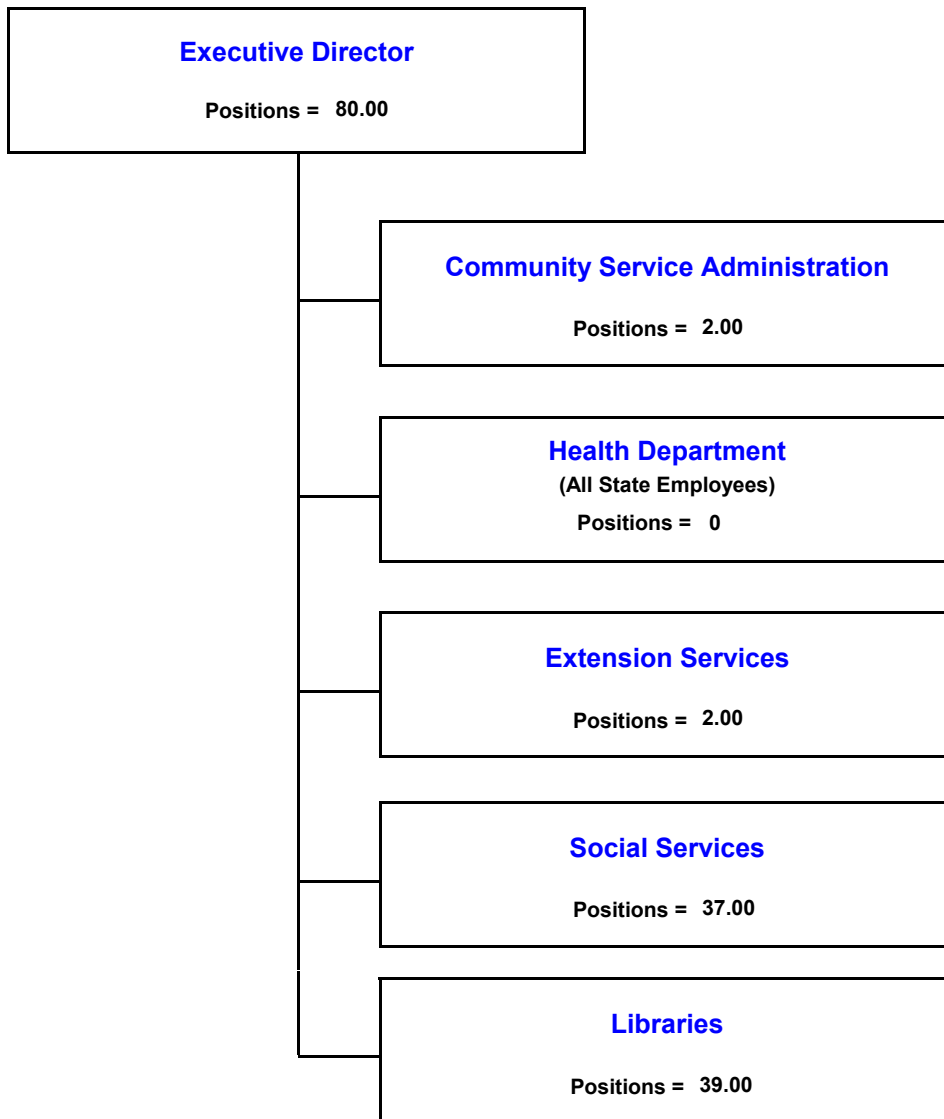 Executive Director
Positions = 80.00
Community Service Administration
Positions = 2.00
Health Department
(All State Employees)
Positions = 0
Extension Services
Positions = 2.00
Social Services
Positions = 37.00
Libraries
Positions = 39.00